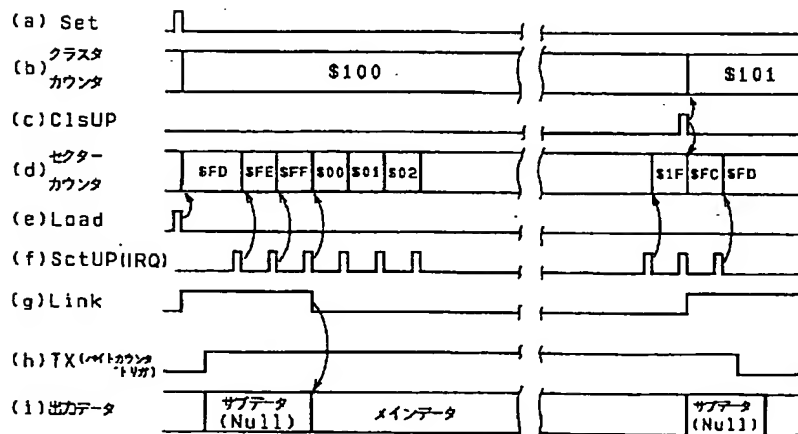 (a) Set
(b) クラスタ
カウンタ
$100
$101
(c) ClsUP
(d) セクター
カウンタ
$FD $FE $FF $00 $01 $02
$1F $FC $FD
(e) Load
(f) SctUP(IRQ)
(g) Link
(h) TX (バイトカウンタ
トリガ)
(i) 出力データ
サブデータ
(Null)
メインデータ
サブデータ
(Null)